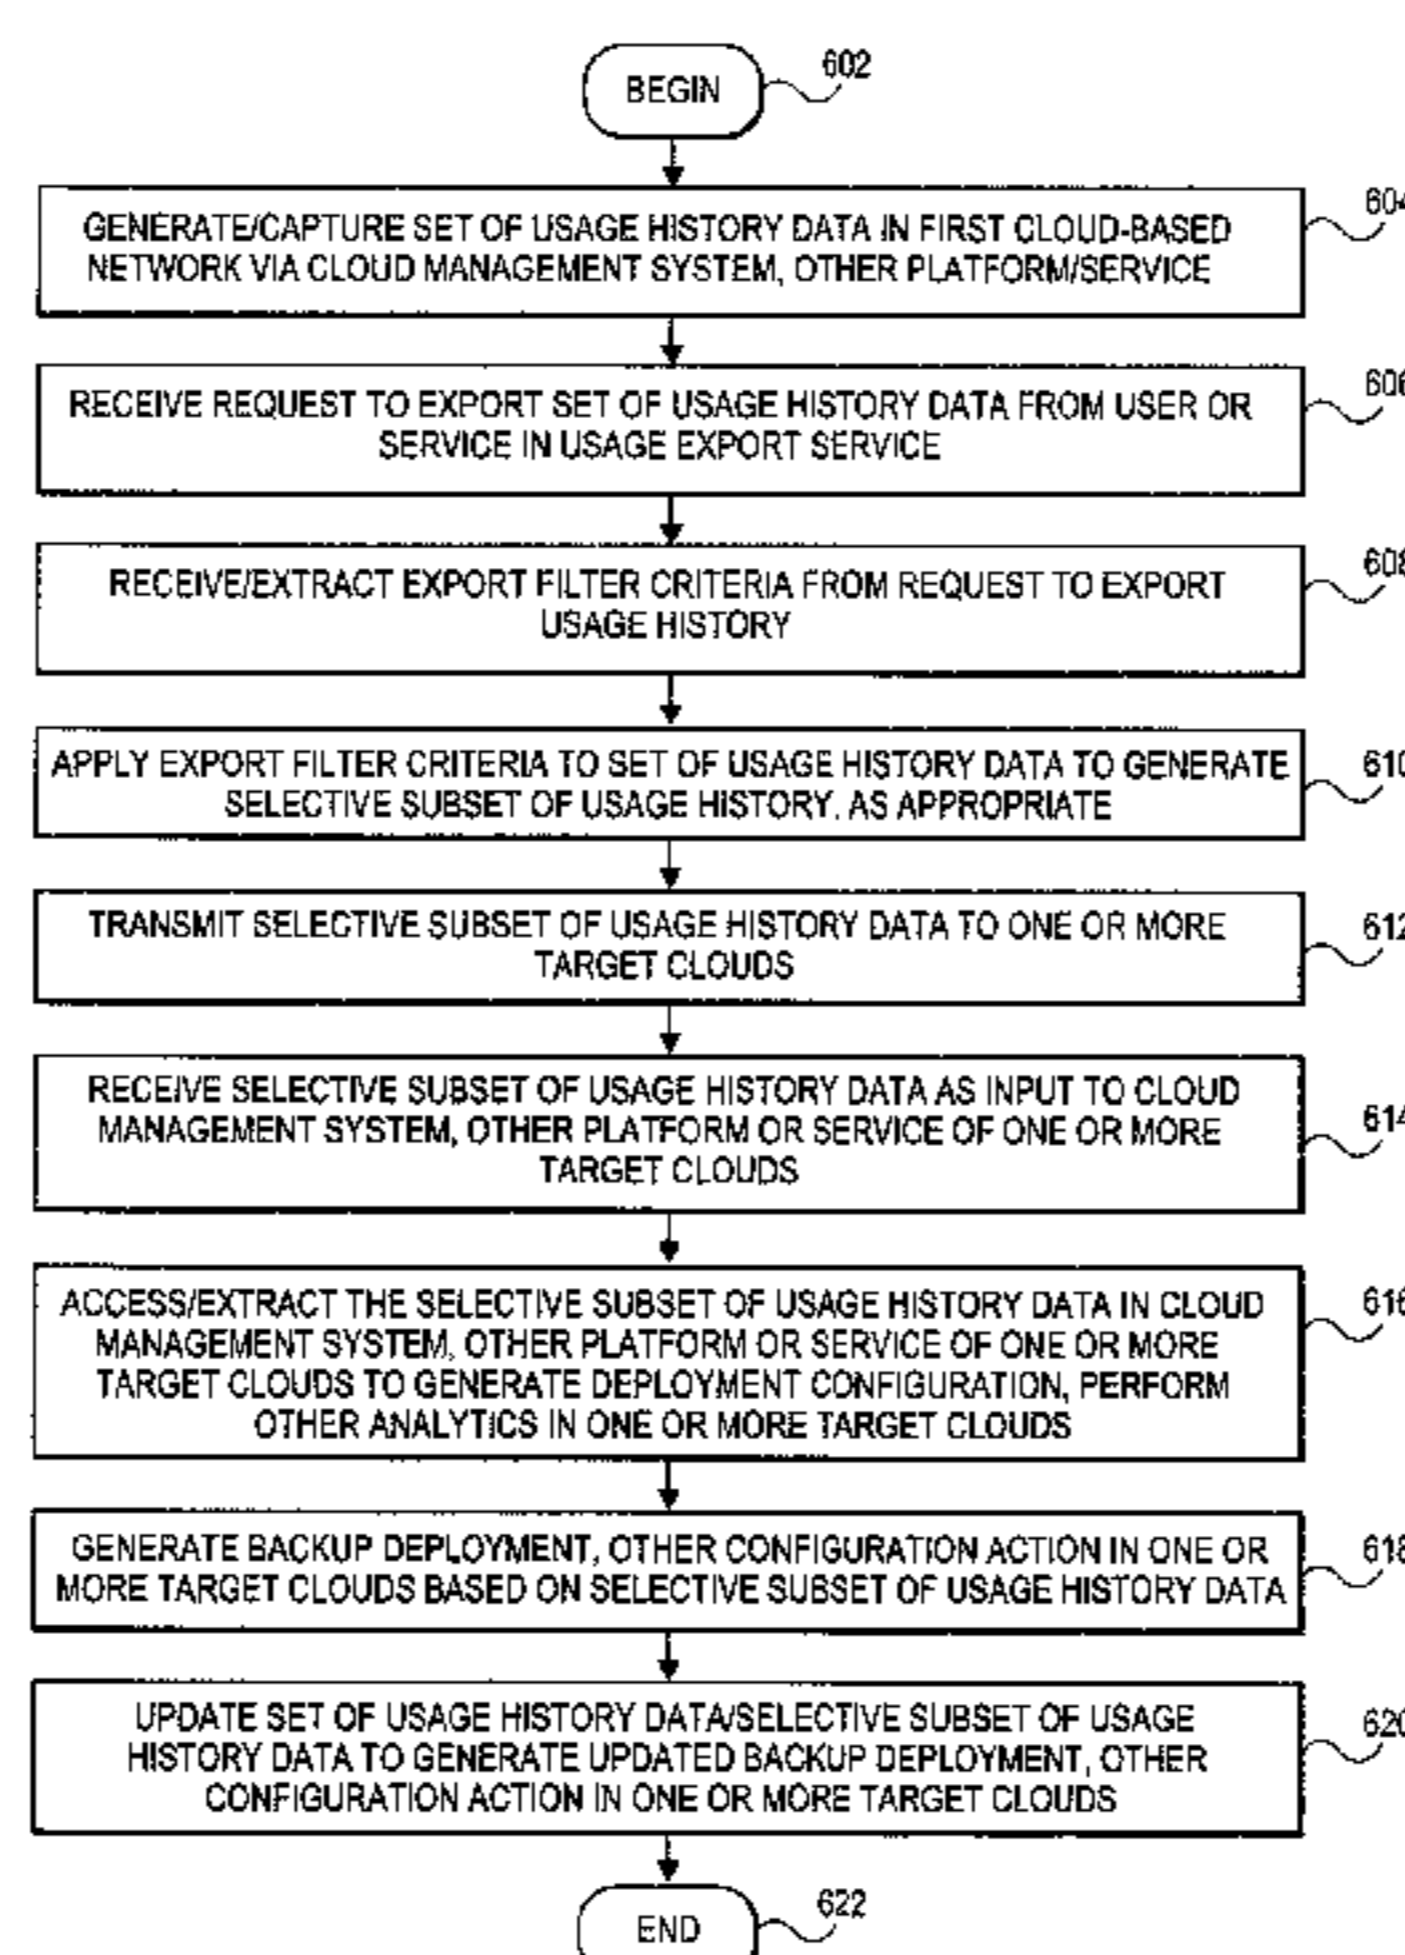 BEGIN
602
GENERATE/CAPTURE SET OF USAGE HISTORY DATA IN FIRST CLOUD-BASED
NETWORK VIA CLOUD MANAGEMENT SYSTEM, OTHER PLATFORM/SERVICE
604
RECEIVE REQUEST TO EXPORT SET OF USAGE HISTORY DATA FROM USER OR
SERVICE IN USAGE EXPORT SERVICE
606
RECEIVE/EXTRACT EXPORT FILTER CRITERIA FROM REQUEST TO EXPORT
USAGE HISTORY
608
APPLY EXPORT FILTER CRITERIA TO SET OF USAGE HISTORY DATA TO GENERATE
SELECTIVE SUBSET OF USAGE HISTORY, AS APPROPRIATE
610
TRANSMIT SELECTIVE SUBSET OF USAGE HISTORY DATA TO ONE OR MORE
TARGET CLOUDS
612
RECEIVE SELECTIVE SUBSET OF USAGE HISTORY DATA AS INPUT TO CLOUD
MANAGEMENT SYSTEM, OTHER PLATFORM OR SERVICE OF ONE OR MORE
TARGET CLOUDS
614
ACCESS/EXTRACT THE SELECTIVE SUBSET OF USAGE HISTORY DATA IN CLOUD
MANAGEMENT SYSTEM, OTHER PLATFORM OR SERVICE OF ONE OR MORE
TARGET CLOUDS TO GENERATE DEPLOYMENT CONFIGURATION, PERFORM
OTHER ANALYTICS IN ONE OR MORE TARGET CLOUDS
616
GENERATE BACKUP DEPLOYMENT, OTHER CONFIGURATION ACTION IN ONE OR
MORE TARGET CLOUDS BASED ON SELECTIVE SUBSET OF USAGE HISTORY DATA
618
UPDATE SET OF USAGE HISTORY DATA/SELECTIVE SUBSET OF USAGE
HISTORY DATA TO GENERATE UPDATED BACKUP DEPLOYMENT, OTHER
CONFIGURATION ACTION IN ONE OR MORE TARGET CLOUDS
620
END
622